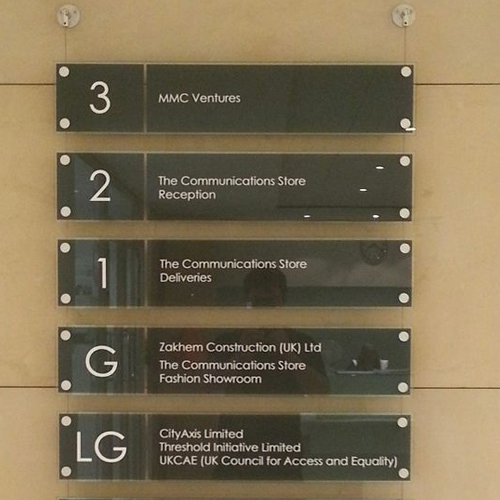 3
MMC Ventures
2
The Communications Store
Reception
1
The Communications Store
Deliveries
G
Zakhem Construction (UK) Ltd
The Communications Store
Fashion Showroom
LG
CityAxis Limited
Threshold Initiative Limited
UKCAE (UK Council for Access and Equality)